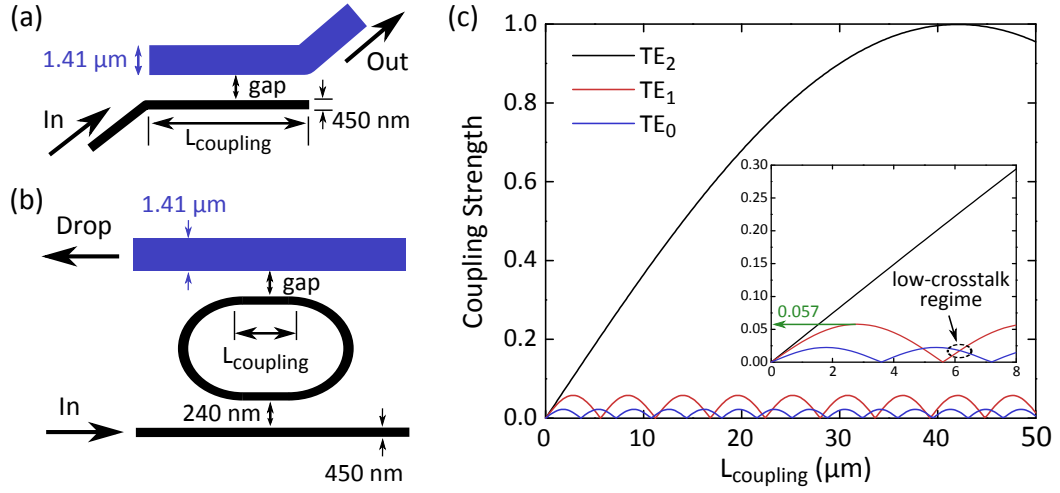 (a)
1.41 µm
gap
Out
In
450 nm
Lcoupling
(b)
Drop
1.41 µm
gap
Lcoupling
240 nm
In
450 nm
(c)
Coupling Strength
1.0
0.8
0.6
0.4
0.2
0.0
TE2
TE1
TE0
0.30
0.25
0.20
0.15
0.10
0.05
0.00
0.057
low-crosstalk
regime
0 2 4 6 8
0 10 20 30 40 50
Lcoupling (µm)